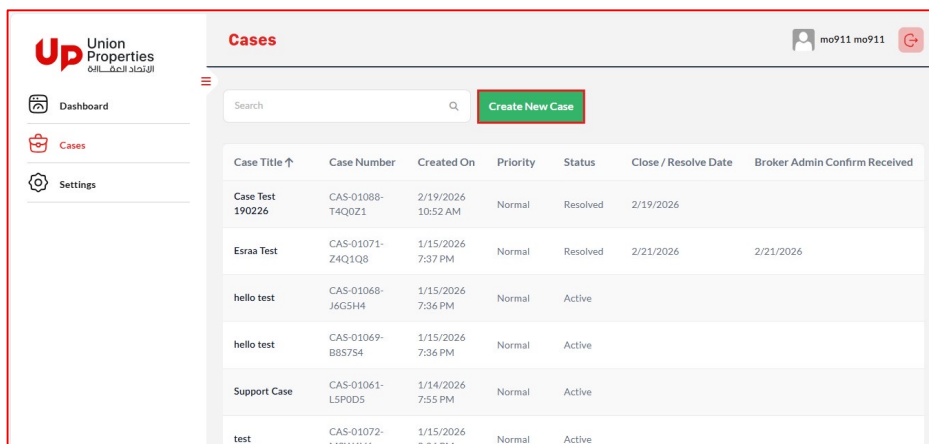 Union
Properties
الإتحاد العقارية
Cases
mo911 mo911
Search
Create New Case
Dashboard
Cases
Settings
Case Title ↑ Case Number Created On Priority Status Close / Resolve Date Broker Admin Confirm Received
Case Test
190226
CAS-01088-
T4Q0Z1
2/19/2026
10:52 AM
Normal Resolved 2/19/2026
Esraa Test
CAS-01071-
Z4Q1Q8
1/15/2026
7:37 PM
Normal Resolved 2/21/2026 2/21/2026
hello test
CAS-01068-
J6G5H4
1/15/2026
7:36 PM
Normal Active
hello test
CAS-01069-
B8S7S4
1/15/2026
7:36 PM
Normal Active
Support Case
CAS-01061-
L5P0D5
1/14/2026
7:55 PM
Normal Active
test
CAS-01072-
1/15/2026
Normal Active